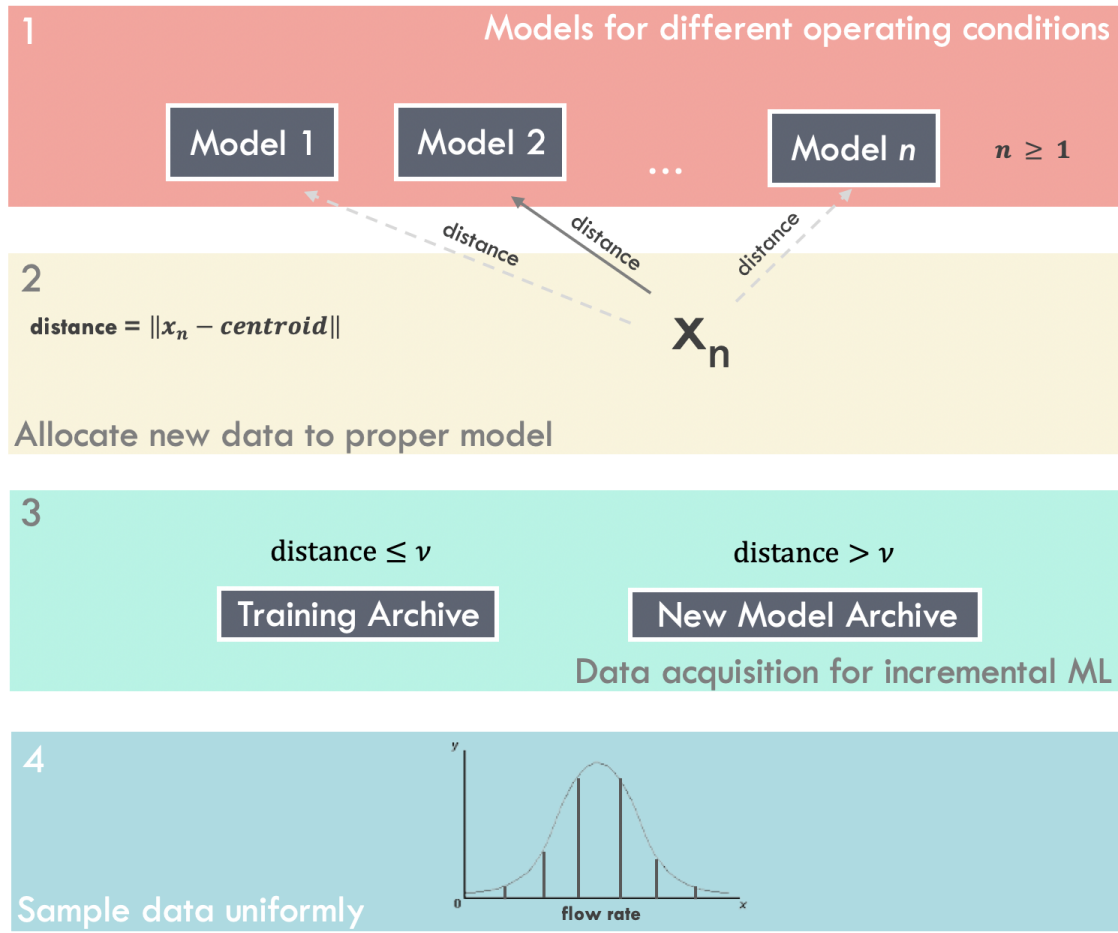 1
Models for different operating conditions
Model 1
Model 2
...
Model n
n ≥ 1
distance
distance
distance
2
distance = ‖xₙ − centroid‖
xₙ
Allocate new data to proper model
3
distance ≤ ν
distance > ν
Training Archive
New Model Archive
Data acquisition for incremental ML
4
y
0
flow rate
x
Sample data uniformly